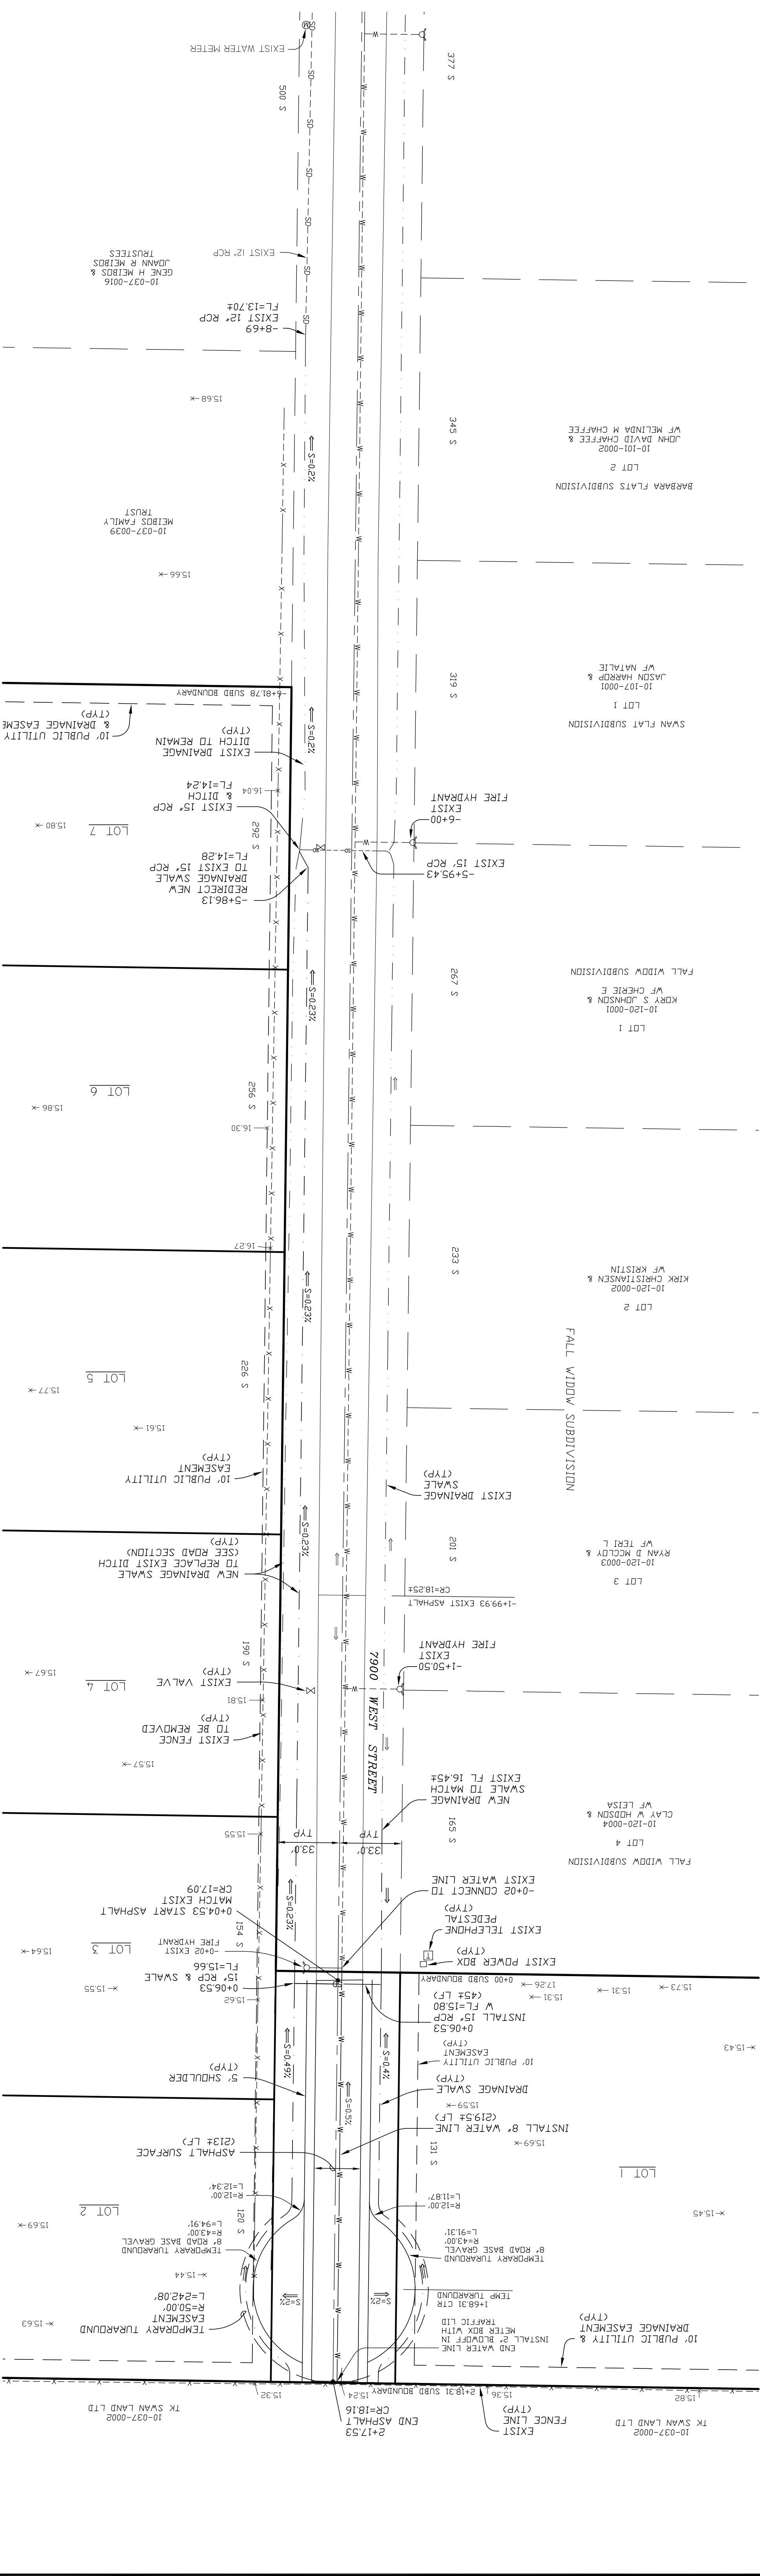 10-037-0002
TK SWAN LAND LTD
EXIST
FENCE LINE
(TYP)
2+17.53
END ASPHALT
CR=18.16
10-037-0002
TK SWAN LAND LTD
15.82
15.36
2+18.31 SUBD BOUNDARY
15.24
15.32
10' PUBLIC UTILITY &
DRAINAGE EASEMENT
(TYP)
END WATER LINE
INSTALL 2" BLOWOFF IN
METER BOX WITH
TRAFFIC LID
1+68.31 CTR
TEMP TURNAROUND
S=2%
S=2%
15.63
TEMPORARY TURNAROUND
EASEMENT
R=50.00'
L=242.08'
15.44
TEMPORARY TURNAROUND
8" ROAD BASE GRAVEL
R=43.00'
L=91.31'
R=12.00'
L=11.87'
TEMPORARY TURNAROUND
8" ROAD BASE GRAVEL
R=43.00'
L=94.91'
R=12.00'
L=12.34'
15.45
LOT 1
131 S
15.69
120 S
LOT 2
15.69
ASPHALT SURFACE
(213± LF)
INSTALL 8" WATER LINE
(219.5± LF)
15.59
DRAINAGE SWALE
(TYP)
5' SHOULDER
(TYP)
S=0.5%
S=0.4%
S=0.49%
10' PUBLIC UTILITY
EASEMENT
(TYP)
15.43
0+06.53
INSTALL 15" RCP
W FL=15.80
(45± LF)
0+06.53
15" RCP & SWALE
FL=15.66
15.62
15.73
15.31
15.31
17.26
0+00 SUBD BOUNDARY
15.55
EXIST POWER BOX
(TYP)
EXIST TELEPHONE
PEDESTAL
(TYP)
T
-0+02 EXIST
FIRE HYDRANT
154 S
LOT 3
15.64
-0+02 CONNECT TO
EXIST WATER LINE
0+04.53 START ASPHALT
MATCH EXIST
CR=17.09
S=0.23%
33.0'
TYP
33.0'
TYP
15.55
FALL WIDOW SUBDIVISION
LOT 4
10-120-0004
CLAY W HODSON &
WF LEISA
165 S
NEW DRAINAGE
SWALE TO MATCH
EXIST FL 16.45±
15.57
EXIST FENCE
TO BE REMOVED
(TYP)
15.81
7900 WEST STREET
EXIST VALVE
(TYP)
190 S
LOT 4
15.67
-1+50.50
EXIST
FIRE HYDRANT
-1+99.93 EXIST ASPHALT
CR=18.25±
NEW DRAINAGE SWALE
TO REPLACE EXIST DITCH
(SEE ROAD SECTION)
(TYP)
LOT 3
10-120-0003
RYAN D MCCLOY &
WF TERI L
201 S
S=0.23%
EXIST DRAINAGE
SWALE
(TYP)
10' PUBLIC UTILITY
EASEMENT
(TYP)
15.61
FALL WIDOW SUBDIVISION
226 S
LOT 5
15.77
LOT 2
10-120-0002
KIRK CHRISTIANSEN &
WF KRISTIN
233 S
S=0.23%
16.27
16.30
256 S
LOT 6
15.86
LOT 1
10-120-0001
KORY S JOHNSON &
WF CHERIE E
FALL WIDOW SUBDIVISION
267 S
S=0.23%
-5+95.43
EXIST 15" RCP
-5+86.13
REDIRECT NEW
DRAINAGE SWALE
TO EXIST 15" RCP
FL=14.28
EXIST 15" RCP
& DITCH
FL=14.24
292 S
LOT 7
15.80
-6+00
EXIST
FIRE HYDRANT
16.04
EXIST DRAINAGE
DITCH TO REMAIN
(TYP)
S=0.2%
10' PUBLIC UTILITY
& DRAINAGE EASEME
(TYP)
SWAN FLAT SUBDIVISION
LOT 1
10-107-0001
JASON HARROP &
WF NATALIE
319 S
-6+81.78 SUBD BOUNDARY
15.66
10-037-0039
MEIBOS FAMILY
TRUST
BARBARA FLATS SUBDIVISION
LOT 2
10-101-0002
JOHN DAVID CHAFFEE &
WF MELINDA M CHAFFEE
345 S
S=0.2%
15.68
-8+69
EXIST 12" RCP
FL=13.70±
10-037-0016
GENE H MEIBOS &
JOANN R MEIBOS
TRUSTEES
EXIST 12" RCP
500 S
377 S
EXIST WATER METER